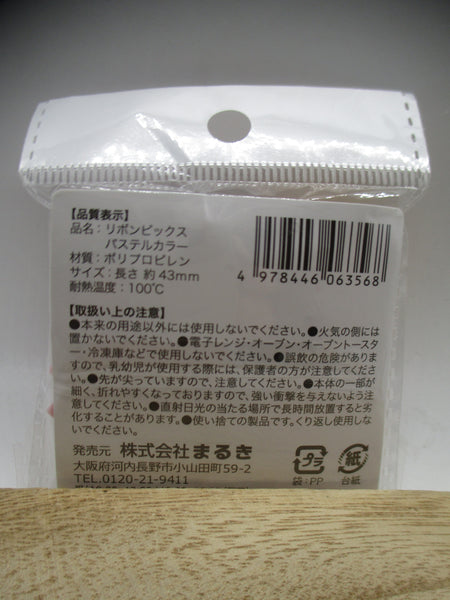 【品質表示】
品名：リボンピックス
パステルカラー
材質：ポリプロピレン
サイズ：長さ 約43mm
耐熱温度：100℃
4 978446 063568
【取扱い上の注意】
●本来の用途以外には使用しないでください。●火気の側には
置かないでください。●電子レンジ・オーブン・オーブントースタ
ー・冷凍庫などで使用しないでください。●誤飲の危険があり
ますので、乳幼児が使用する際には、保護者の方が注意してくだ
さい。●先が尖っていますので、注意してください。●本体の一部が
細く、折れやすくなっておりますので、強い衝撃を与えないよう注
意してください。●直射日光の当たる場所で長時間放置すると劣
化することがあります。●使い捨ての製品です。くり返し使用しな
いでください。
発売元 株式会社まるき
大阪府河内長野市小山田町59-2
TEL.0120-21-9411
プラ
袋：PP
紙
台紙